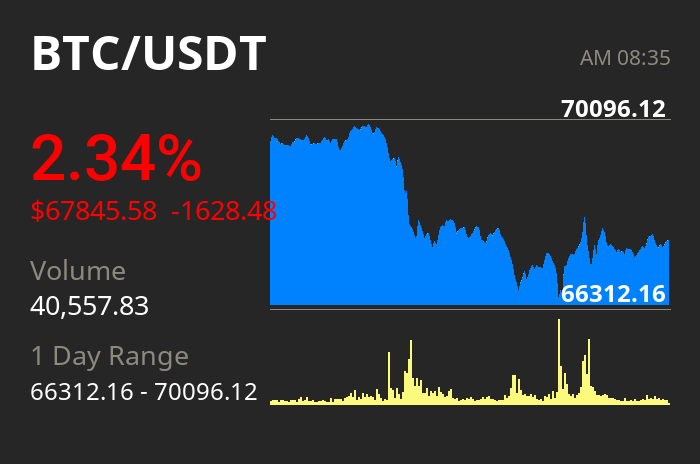 BTC/USDT
AM 08:35
70096.12
2.34%
$67845.58 -1628.48
Volume
40,557.83
66312.16
1 Day Range
66312.16 - 70096.12